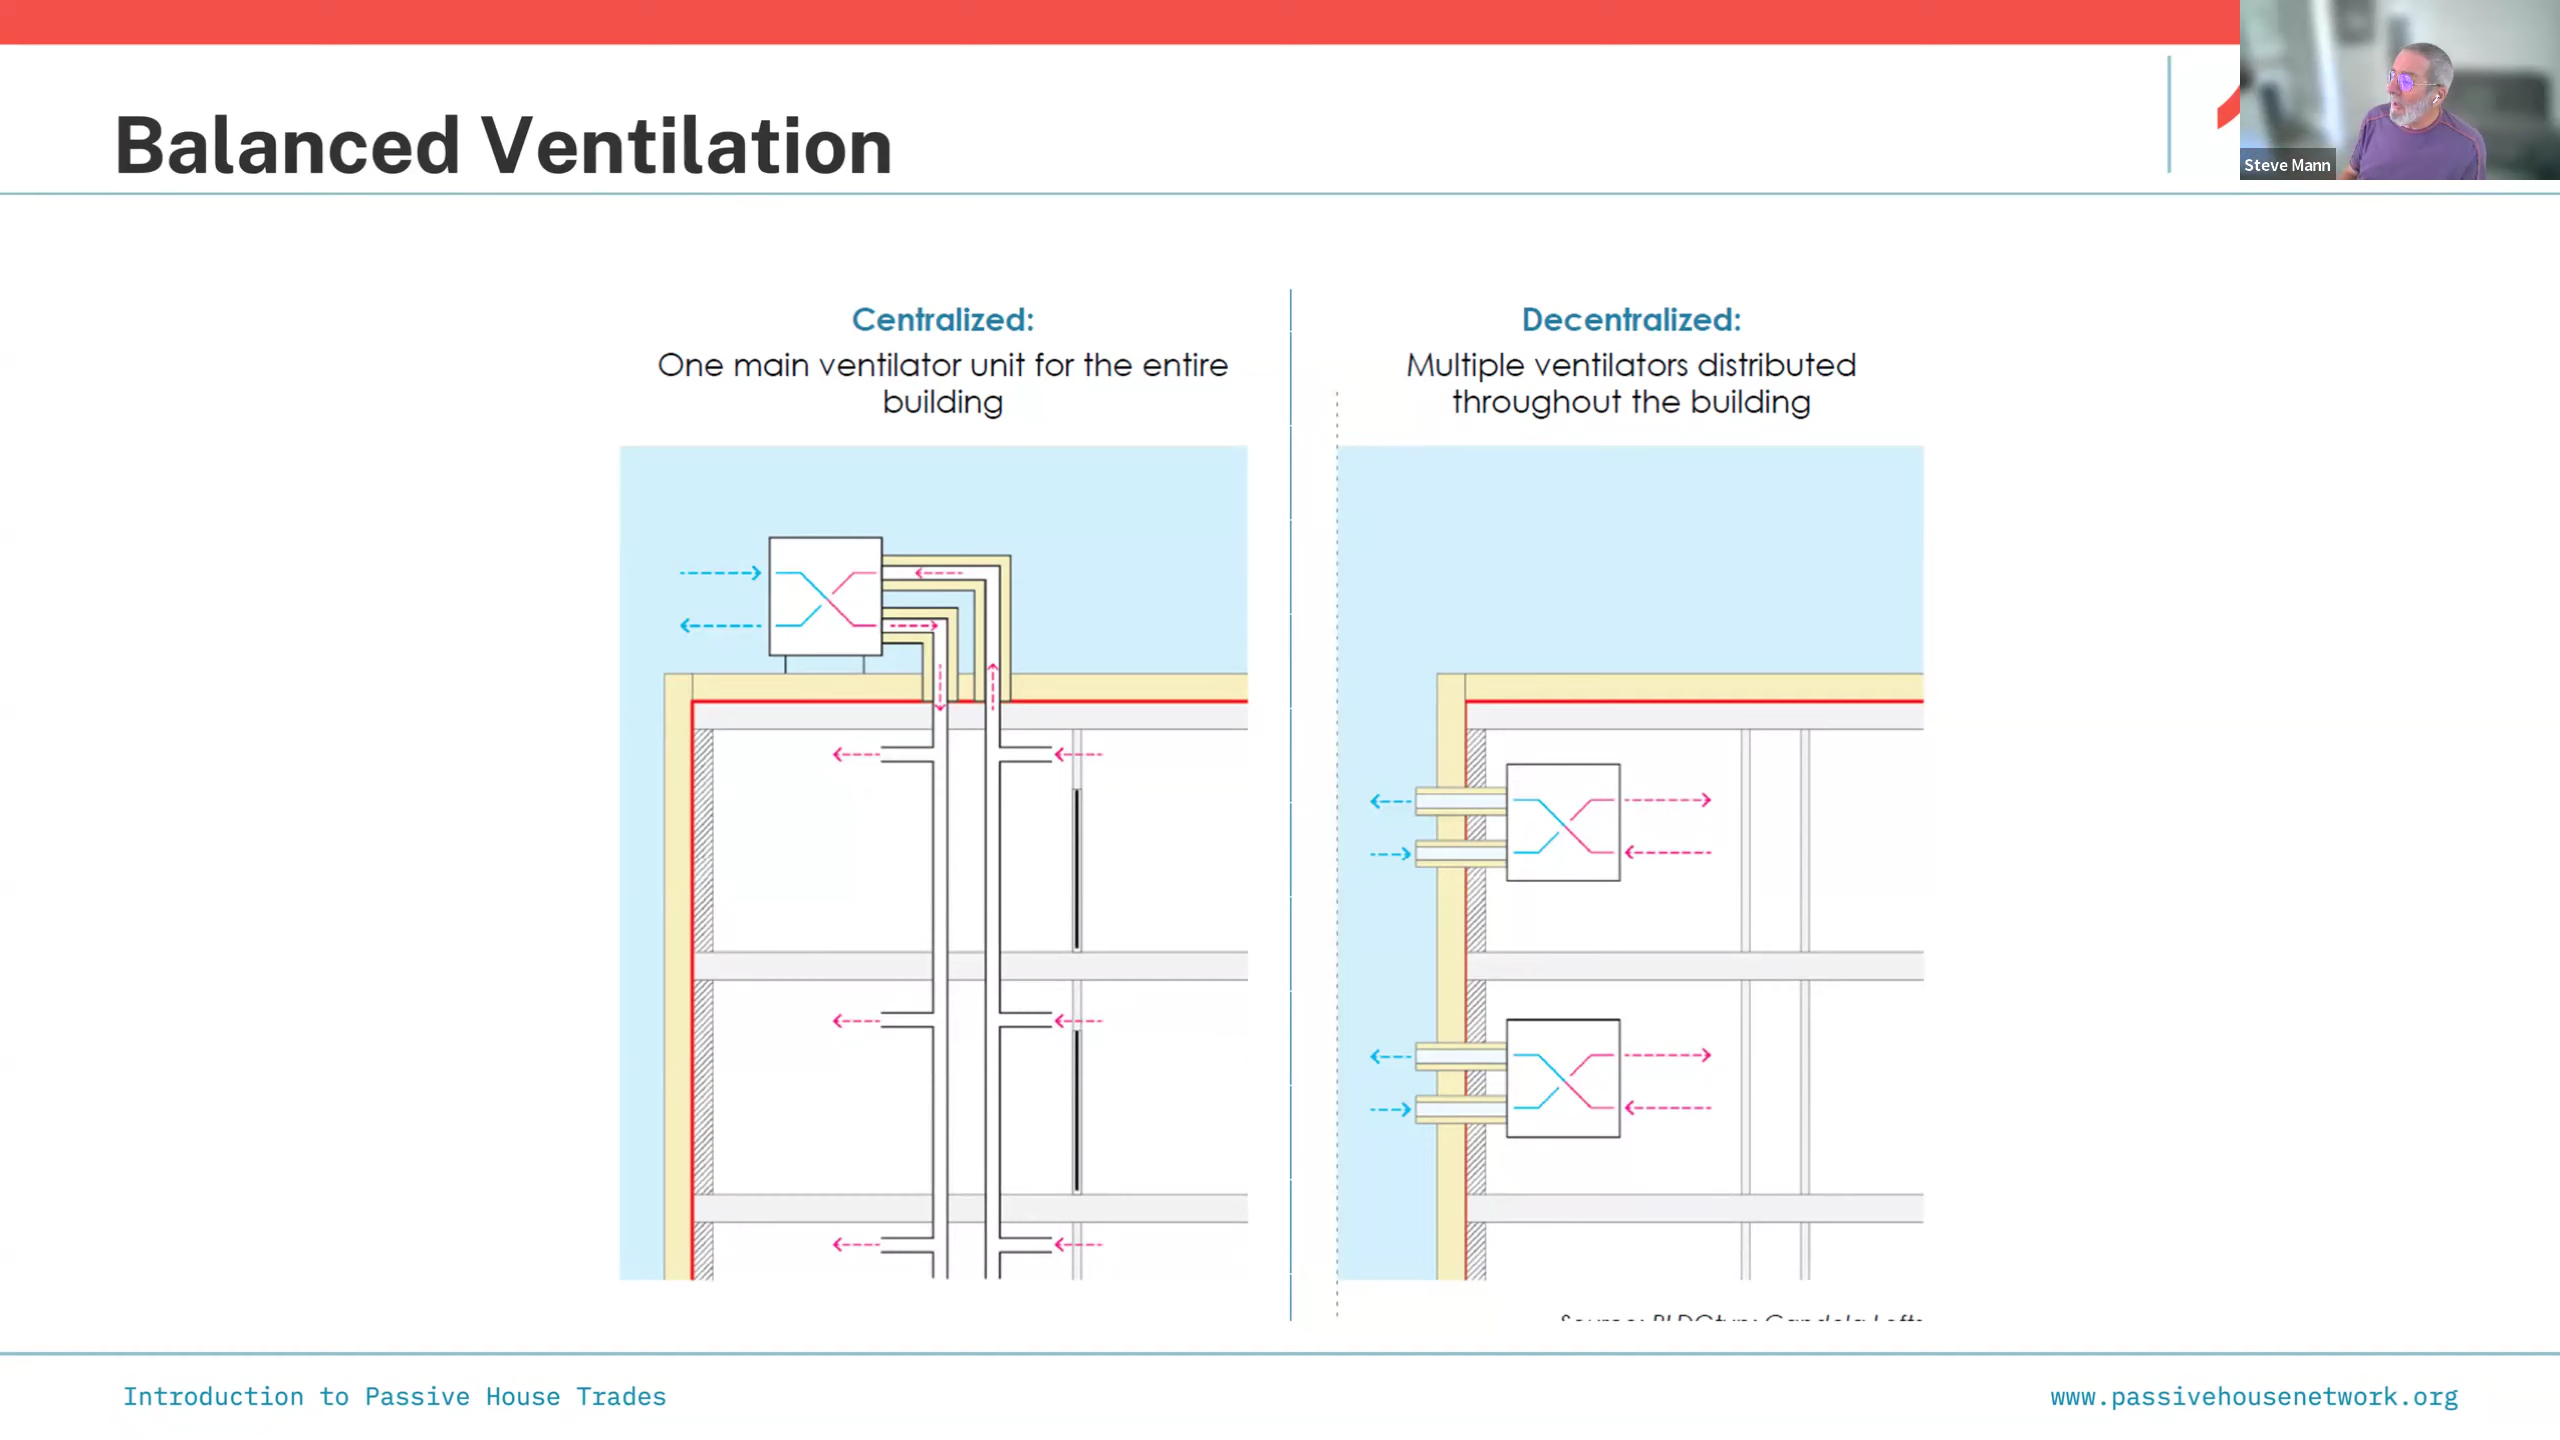 Balanced Ventilation
Steve Mann
Centralized:
One main ventilator unit for the entire
building
Decentralized:
Multiple ventilators distributed
throughout the building
Introduction to Passive House Trades
www.passivehousenetwork.org